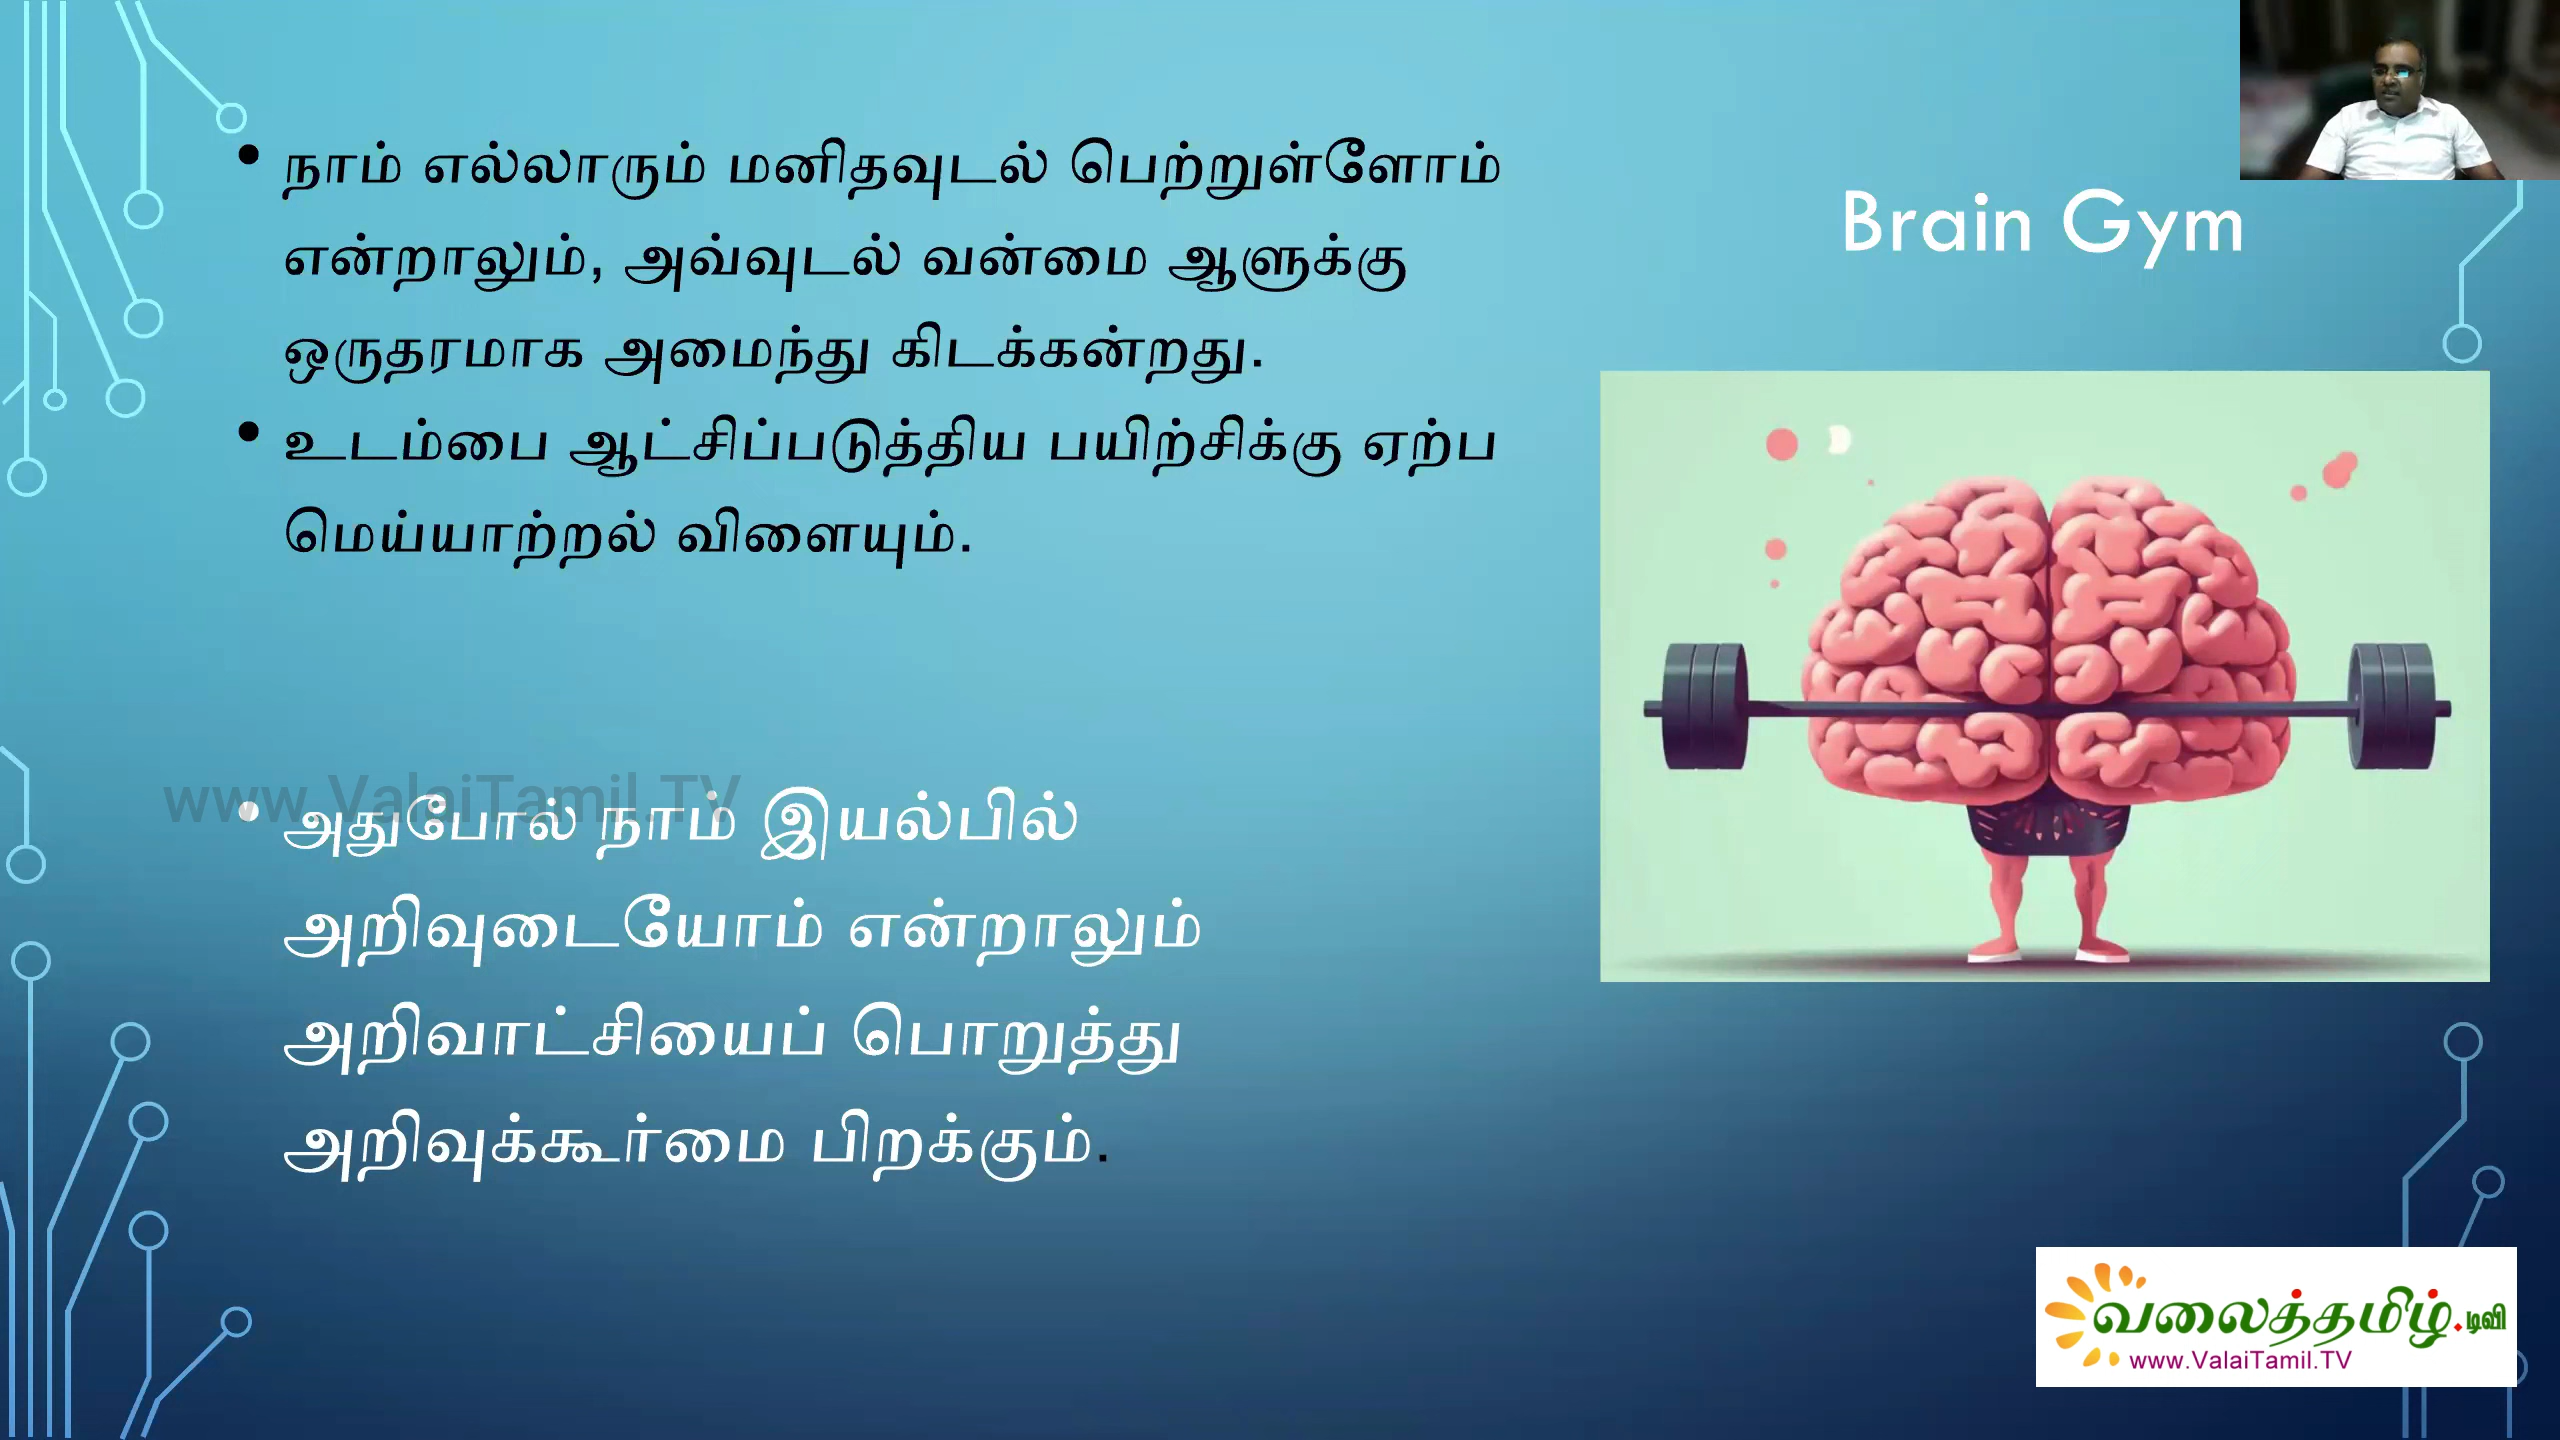 • நாம் எல்லாரும் மனிதவுடல் பெற்றுள்ளோம்
என்றாலும், அவ்வுடல் வன்மை ஆளுக்கு
ஒருதரமாக அமைந்து கிடக்கன்றது.
• உடம்பை ஆட்சிப்படுத்திய பயிற்சிக்கு ஏற்ப
மெய்யாற்றல் விளையும்.
www.ValaiTamil.TV
• அதுபோல் நாம் இயல்பில்
அறிவுடையோம் என்றாலும்
அறிவாட்சியைப் பொறுத்து
அறிவுக்கூர்மை பிறக்கும்.
Brain Gym
வலைத்தமிழ்.டிவி
www.ValaiTamil.TV